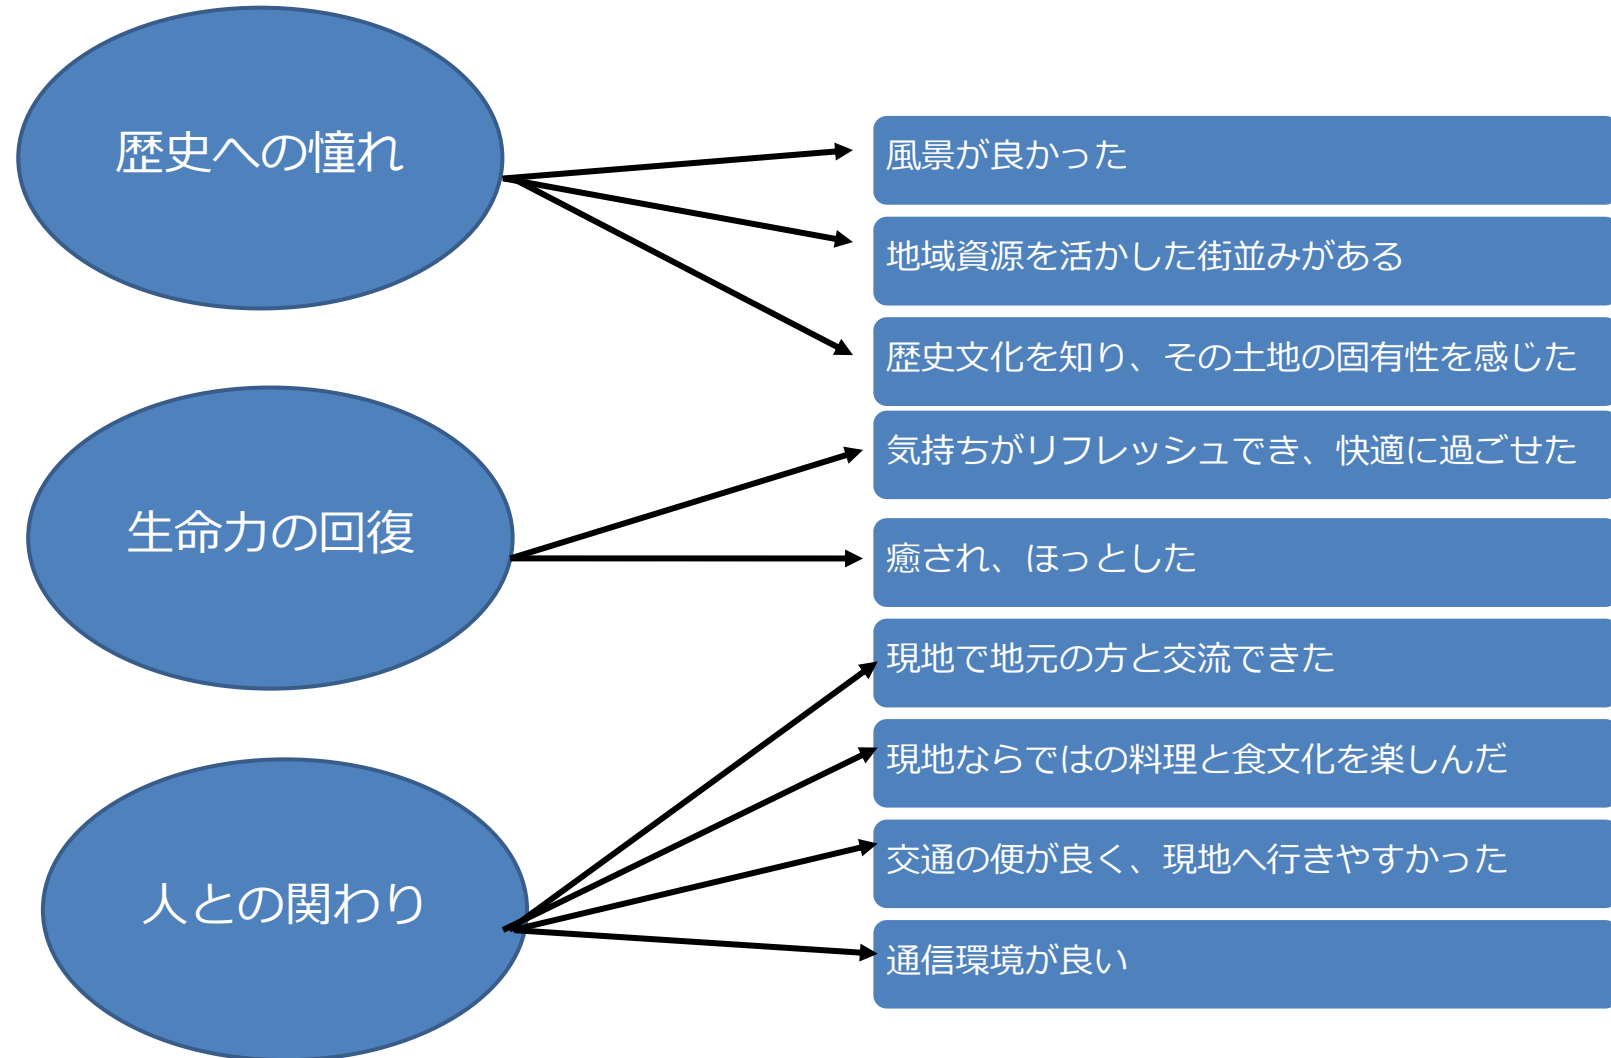 歴史への憧れ
風景が良かった
地域資源を活かした街並みがある
歴史文化を知り、その土地の固有性を感じた
生命力の回復
気持ちがリフレッシュでき、快適に過ごせた
癒され、ほっとした
人との関わり
現地で地元の方と交流できた
現地ならではの料理と食文化を楽しんだ
交通の便が良く、現地へ行きやすかった
通信環境が良い